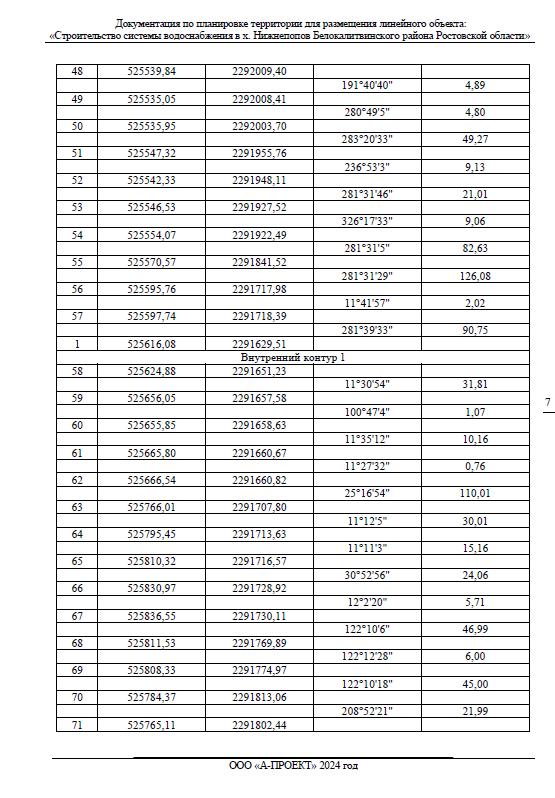 Документация по планировке территории для размещения линейного объекта:
«Строительство системы водоснабжения в х. Нижнепопов Белокалитвинского района Ростовской области»
48 525539,84 2292009,40
191°40'40" 4,89
49 525535,05 2292008,41
280°49'5" 4,80
50 525535,95 2292003,70
283°20'33" 49,27
51 525547,32 2291955,76
236°53'3" 9,13
52 525542,33 2291948,11
281°31'46" 21,01
53 525546,53 2291927,52
326°17'33" 9,06
54 525554,07 2291922,49
281°31'5" 82,63
55 525570,57 2291841,52
281°31'29" 126,08
56 525595,76 2291717,98
11°41'57" 2,02
57 525597,74 2291718,39
281°39'33" 90,75
1 525616,08 2291629,51
Внутренний контур 1
58 525624,88 2291651,23
11°30'54" 31,81
59 525656,05 2291657,58
100°47'4" 1,07
60 525655,85 2291658,63
11°35'12" 10,16
61 525665,80 2291660,67
11°27'32" 0,76
62 525666,54 2291660,82
25°16'54" 110,01
63 525766,01 2291707,80
11°12'5" 30,01
64 525795,45 2291713,63
11°11'3" 15,16
65 525810,32 2291716,57
30°52'56" 24,06
66 525830,97 2291728,92
12°2'20" 5,71
67 525836,55 2291730,11
122°10'6" 46,99
68 525811,53 2291769,89
122°12'28" 6,00
69 525808,33 2291774,97
122°10'18" 45,00
70 525784,37 2291813,06
208°52'21" 21,99
71 525765,11 2291802,44
7
ООО «А-ПРОЕКТ» 2024 год